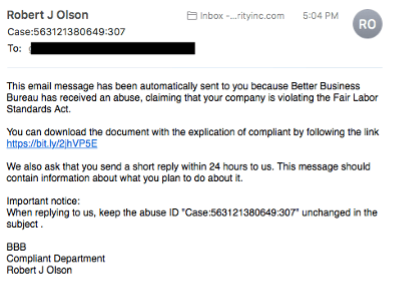 Robert J Olson
Inbox -...rityinc.com
5:04 PM
RO
Case:563121380649:307
To:
This email message has been automatically sent to you because Better Business
Bureau has received an abuse, claiming that your company is violating the Fair Labor
Standards Act.
You can download the document with the explication of compliant by following the link
https://bit.ly/2jhVP5E
We also ask that you send a short reply within 24 hours to us. This message should
contain information about what you plan to do about it.
Important notice:
When replying to us, keep the abuse ID "Case:563121380649:307" unchanged in the
subject .
BBB
Compliant Department
Robert J Olson